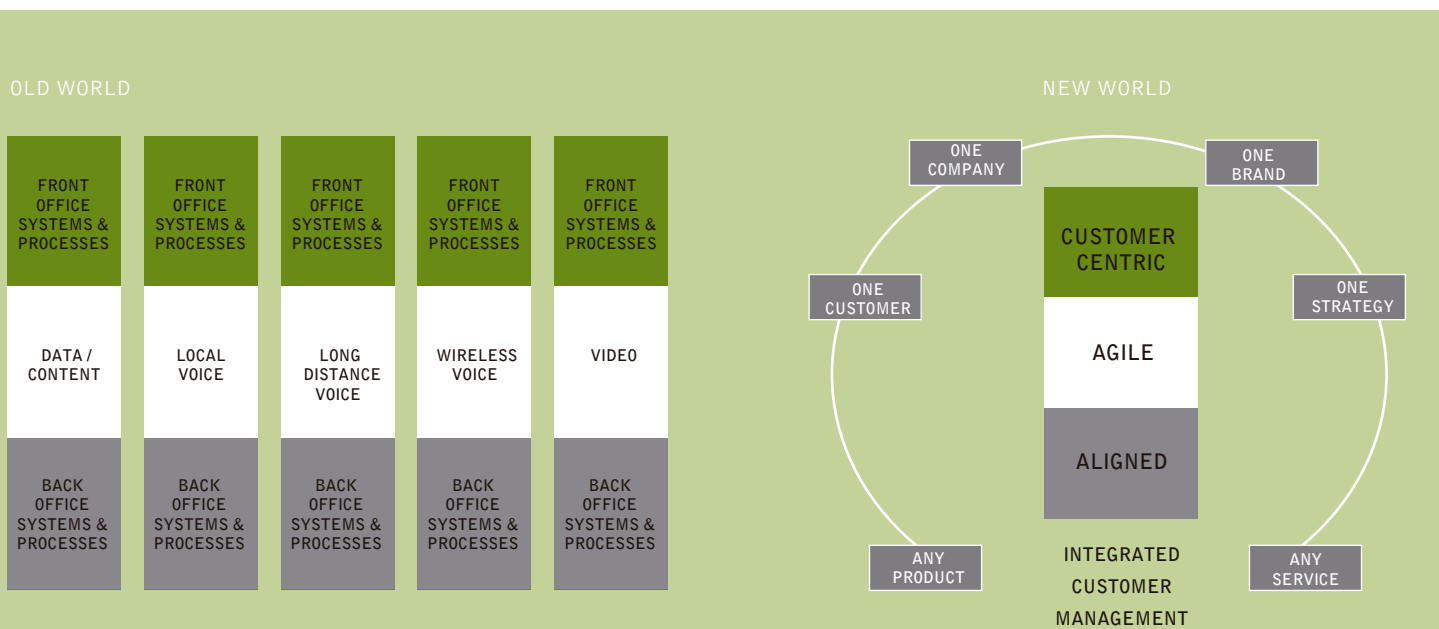 OLD WORLD
FRONT
OFFICE
SYSTEMS &
PROCESSES
DATA /
CONTENT
BACK
OFFICE
SYSTEMS &
PROCESSES
FRONT
OFFICE
SYSTEMS &
PROCESSES
LOCAL
VOICE
BACK
OFFICE
SYSTEMS &
PROCESSES
FRONT
OFFICE
SYSTEMS &
PROCESSES
LONG
DISTANCE
VOICE
BACK
OFFICE
SYSTEMS &
PROCESSES
FRONT
OFFICE
SYSTEMS &
PROCESSES
WIRELESS
VOICE
BACK
OFFICE
SYSTEMS &
PROCESSES
FRONT
OFFICE
SYSTEMS &
PROCESSES
VIDEO
BACK
OFFICE
SYSTEMS &
PROCESSES
NEW WORLD
ONE
COMPANY
ONE
BRAND
ONE
CUSTOMER
ONE
STRATEGY
ANY
PRODUCT
ANY
SERVICE
CUSTOMER
CENTRIC
AGILE
ALIGNED
INTEGRATED
CUSTOMER
MANAGEMENT